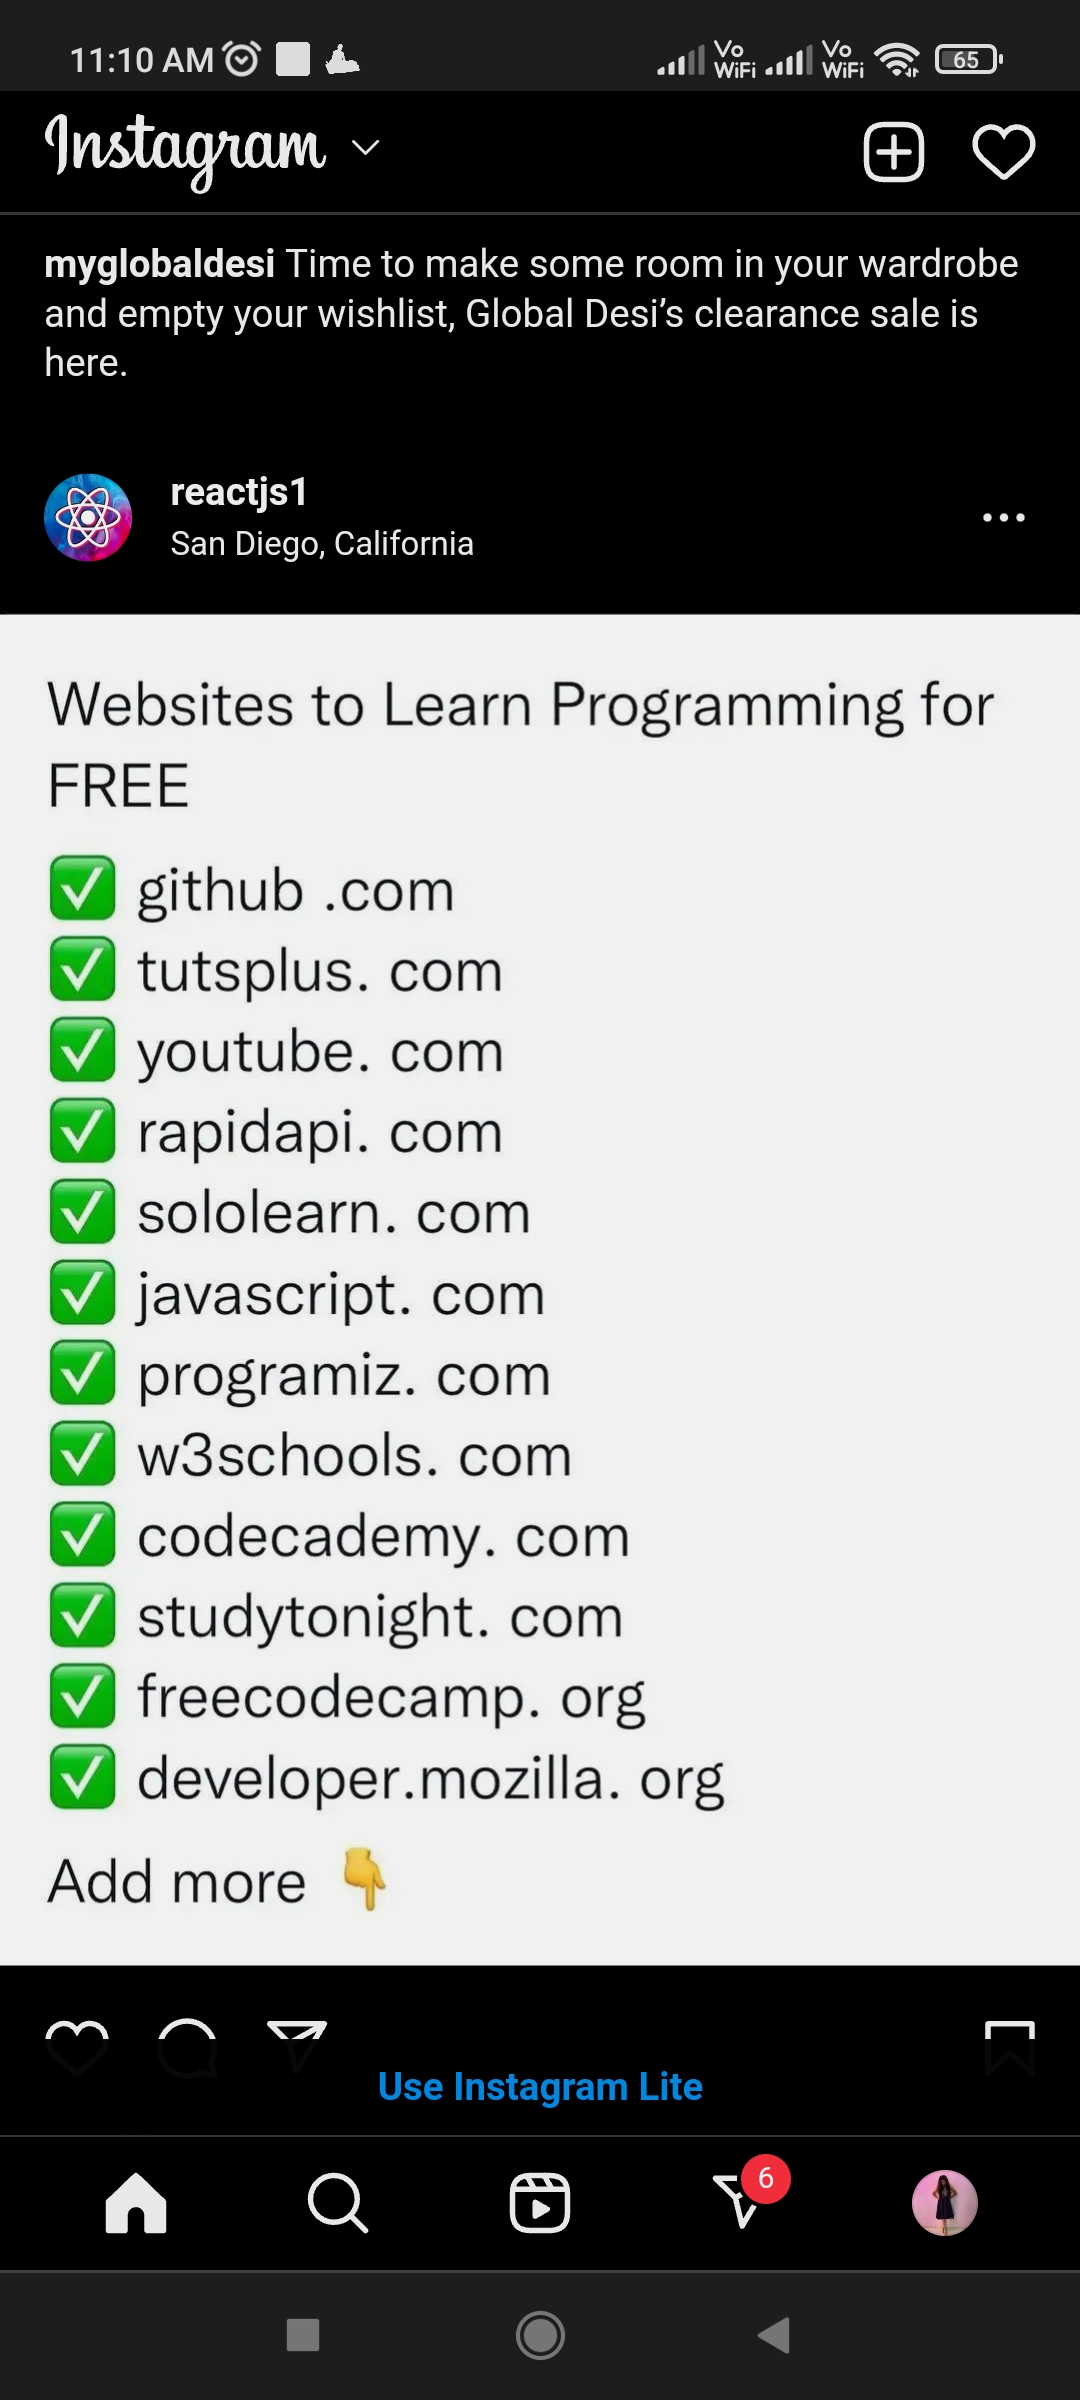 11:10 AM
Vo WiFi Vo WiFi 65
Instagram
myglobaldesi Time to make some room in your wardrobe
and empty your wishlist, Global Desi’s clearance sale is
here.
reactjs1
San Diego, California
Websites to Learn Programming for
FREE
✅ github .com
✅ tutsplus. com
✅ youtube. com
✅ rapidapi. com
✅ sololearn. com
✅ javascript. com
✅ programiz. com
✅ w3schools. com
✅ codecademy. com
✅ studytonight. com
✅ freecodecamp. org
✅ developer.mozilla. org
Add more 👇
Use Instagram Lite
6